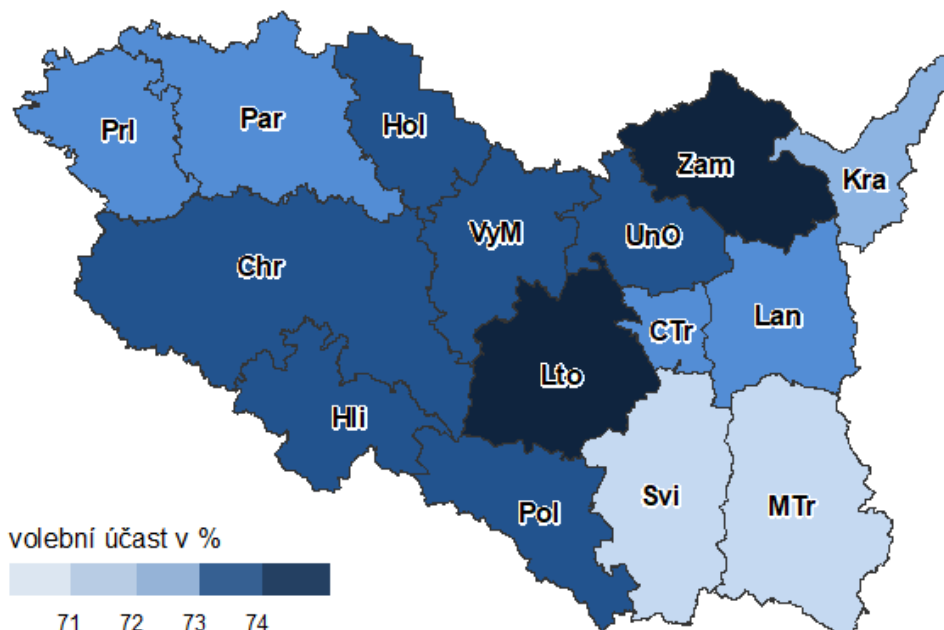 Prl
Par
Hol
Zam
Kra
Chr
VyM
UnO
CTr
Lan
Lto
Hli
Pol
Svi
MTr
volební účast v %
71 72 73 74